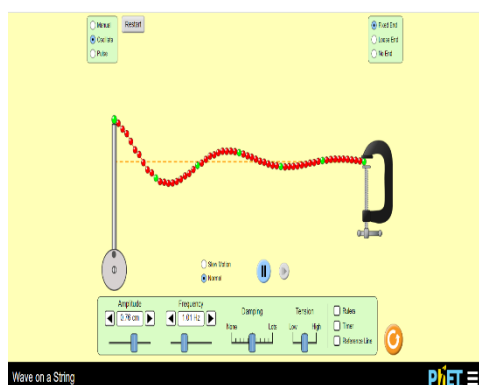 Manual
Restart
Oscillate
Pulse
Fixed End
Loose End
No End
Slow Motion
Normal
Amplitude
0.76 cm
Frequency
1.01 Hz
Damping
None
Lots
Tension
Low
High
Rulers
Timer
Reference Line
Wave on a String
PhET